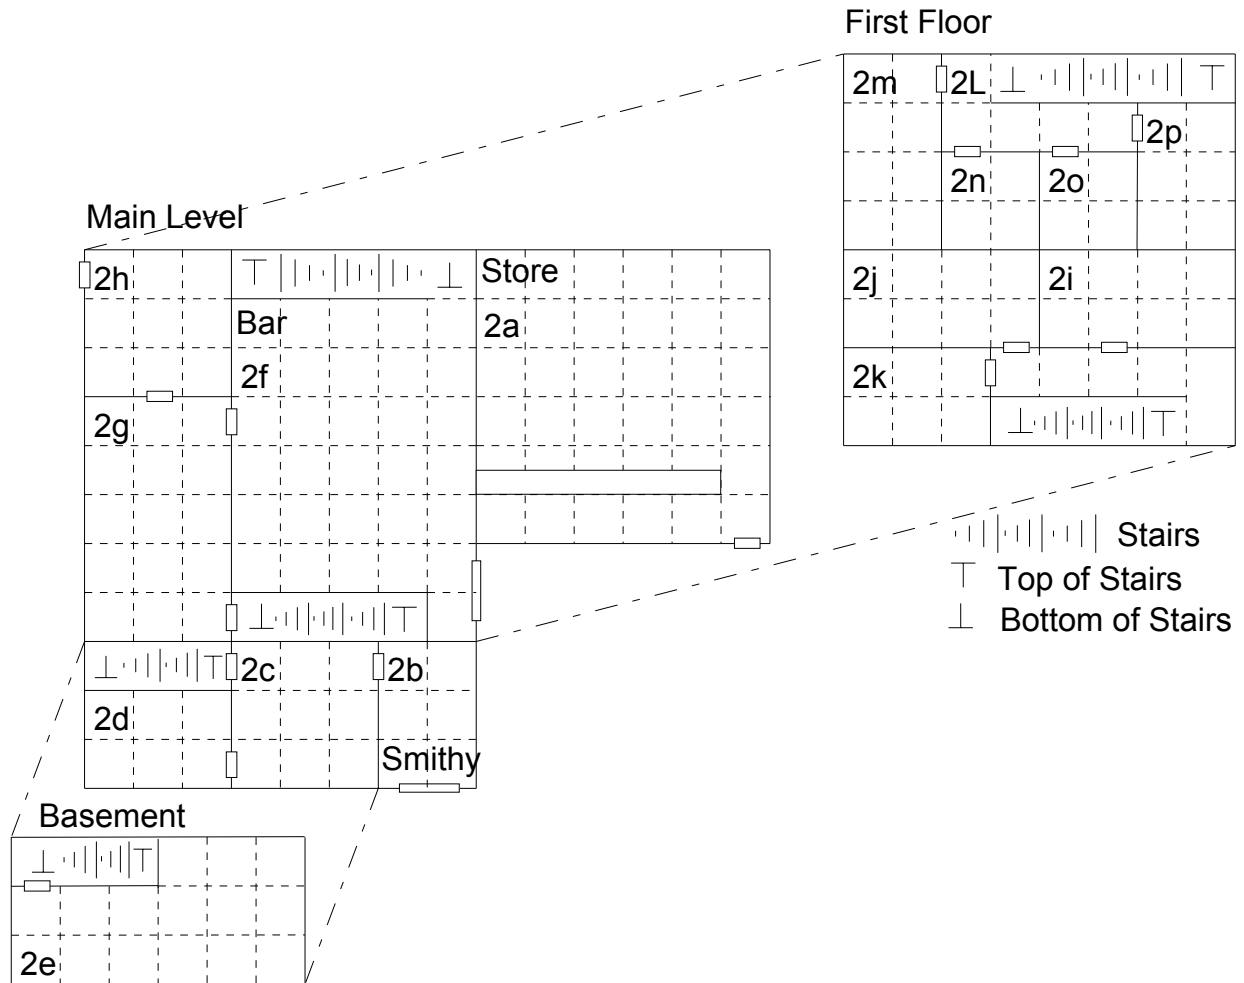 First Floor
2m
2L
2p
2n
2o
2j
2i
2k
Main Level
2h
Store
Bar
2a
2f
2g
Stairs
Top of Stairs
Bottom of Stairs
2c
2b
2d
Smithy
Basement
2e